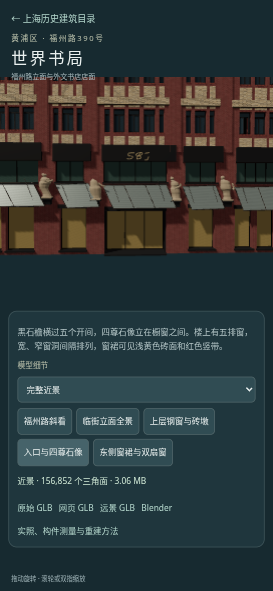 ← 上海历史建筑目录
黄浦区 · 福州路390号
世界书局
福州路立面与外文书店店面
SBJ
黑石檐横过五个开间，四尊石像立在橱窗之间。楼上有五排窗，
宽、窄窗洞间隔排列，窗裙可见浅黄色砖面和红色竖带。
模型细节
完整近景
福州路斜看 临街立面全景 上层钢窗与砖墩
入口与四尊石像 东侧窗裙与双扇窗
近景 · 156,852 个三角面 · 3.06 MB
原始 GLB 网页 GLB 远景 GLB Blender
实照、构件测量与重建方法
拖动旋转 · 滚轮或双指缩放